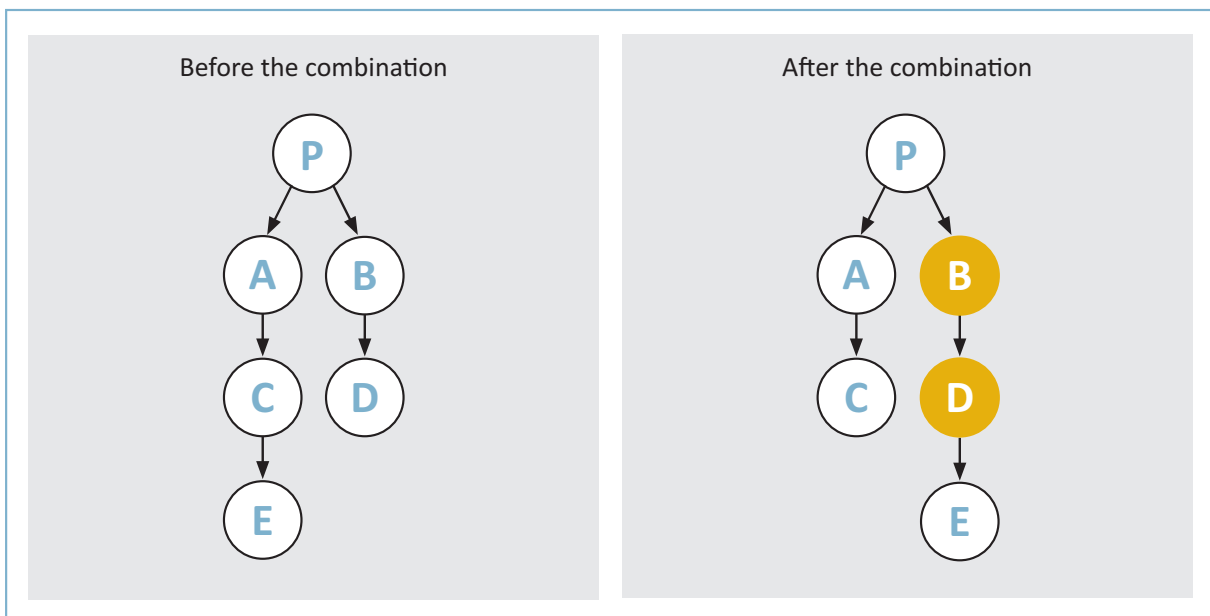 Before the combination
P
A B
C D
E
After the combination
P
A B
C D
E